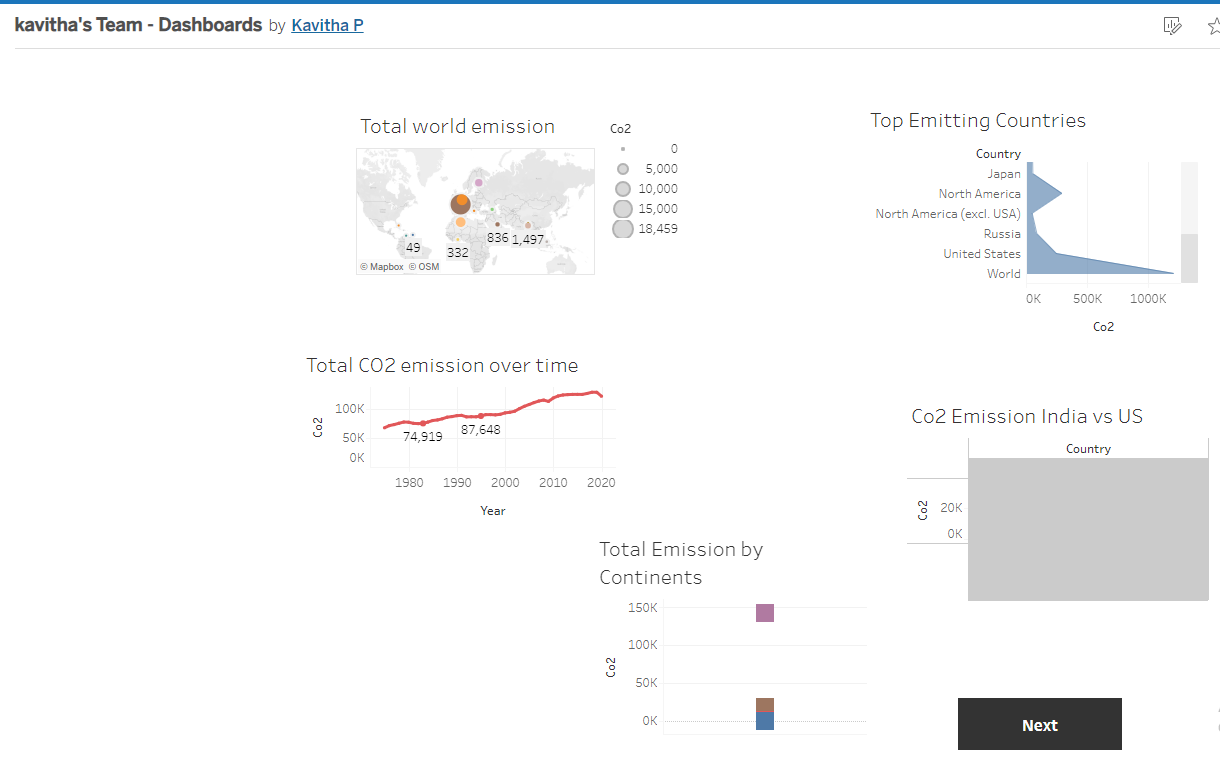 kavitha's Team - Dashboards by Kavitha P
Total world emission
Co2
0
5,000
10,000
15,000
18,459
49
332
836
1,497
© Mapbox © OSM
Top Emitting Countries
Country
Japan
North America
North America (excl. USA)
Russia
United States
World
0K 500K 1000K
Co2
Total CO2 emission over time
Co2
100K
50K
0K
74,919
87,648
1980 1990 2000 2010 2020
Year
Co2 Emission India vs US
Country
Co2
20K
0K
Total Emission by
Continents
Co2
150K
100K
50K
0K
Next